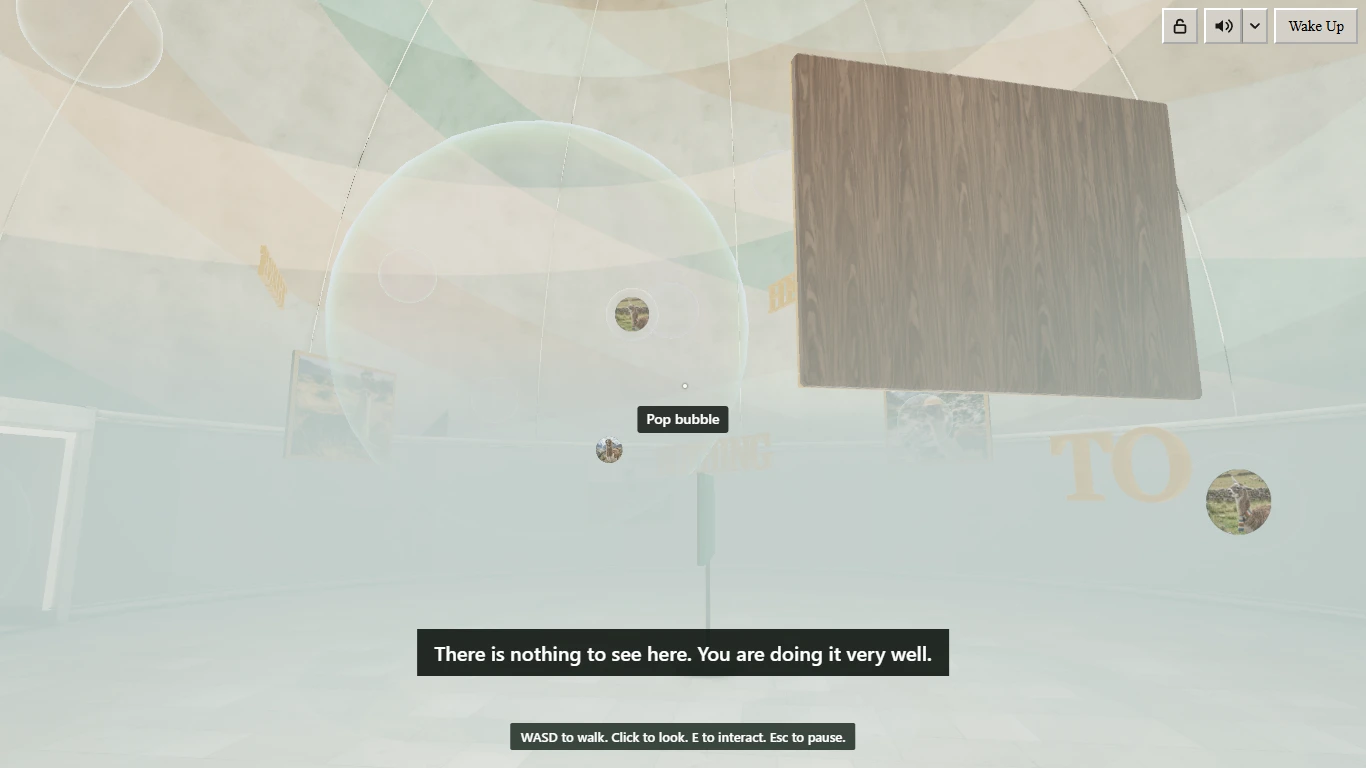 Wake Up
TO
Pop bubble
There is nothing to see here. You are doing it very well.
WASD to walk. Click to look. E to interact. Esc to pause.